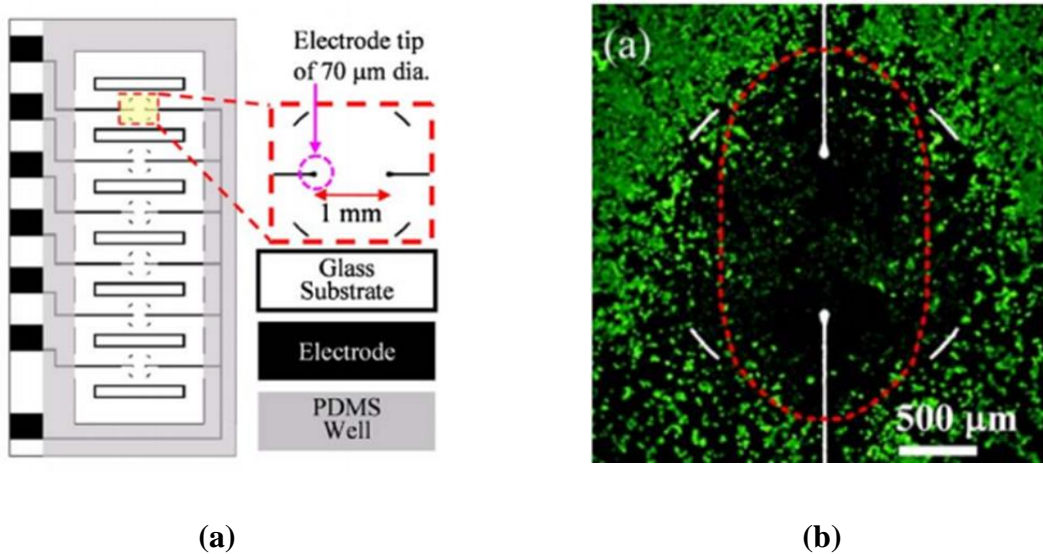 Electrode tip
of 70 μm dia.
1 mm
Glass
Substrate
Electrode
PDMS
Well
(a)
500 μm
(a)
(b)